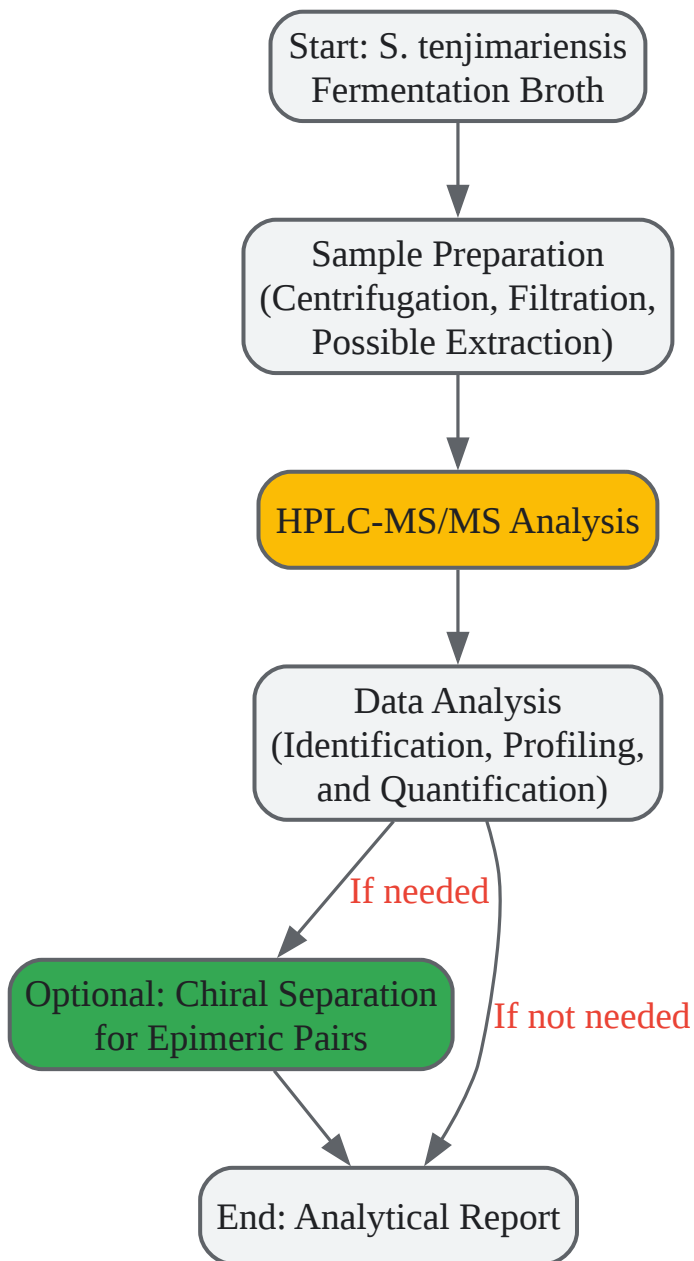 Start: S. tenjimariensis
Fermentation Broth
Sample Preparation
(Centrifugation, Filtration,
Possible Extraction)
HPLC-MS/MS Analysis
Data Analysis
(Identification, Profiling,
and Quantification)
If needed
Optional: Chiral Separation
for Epimeric Pairs
If not needed
End: Analytical Report